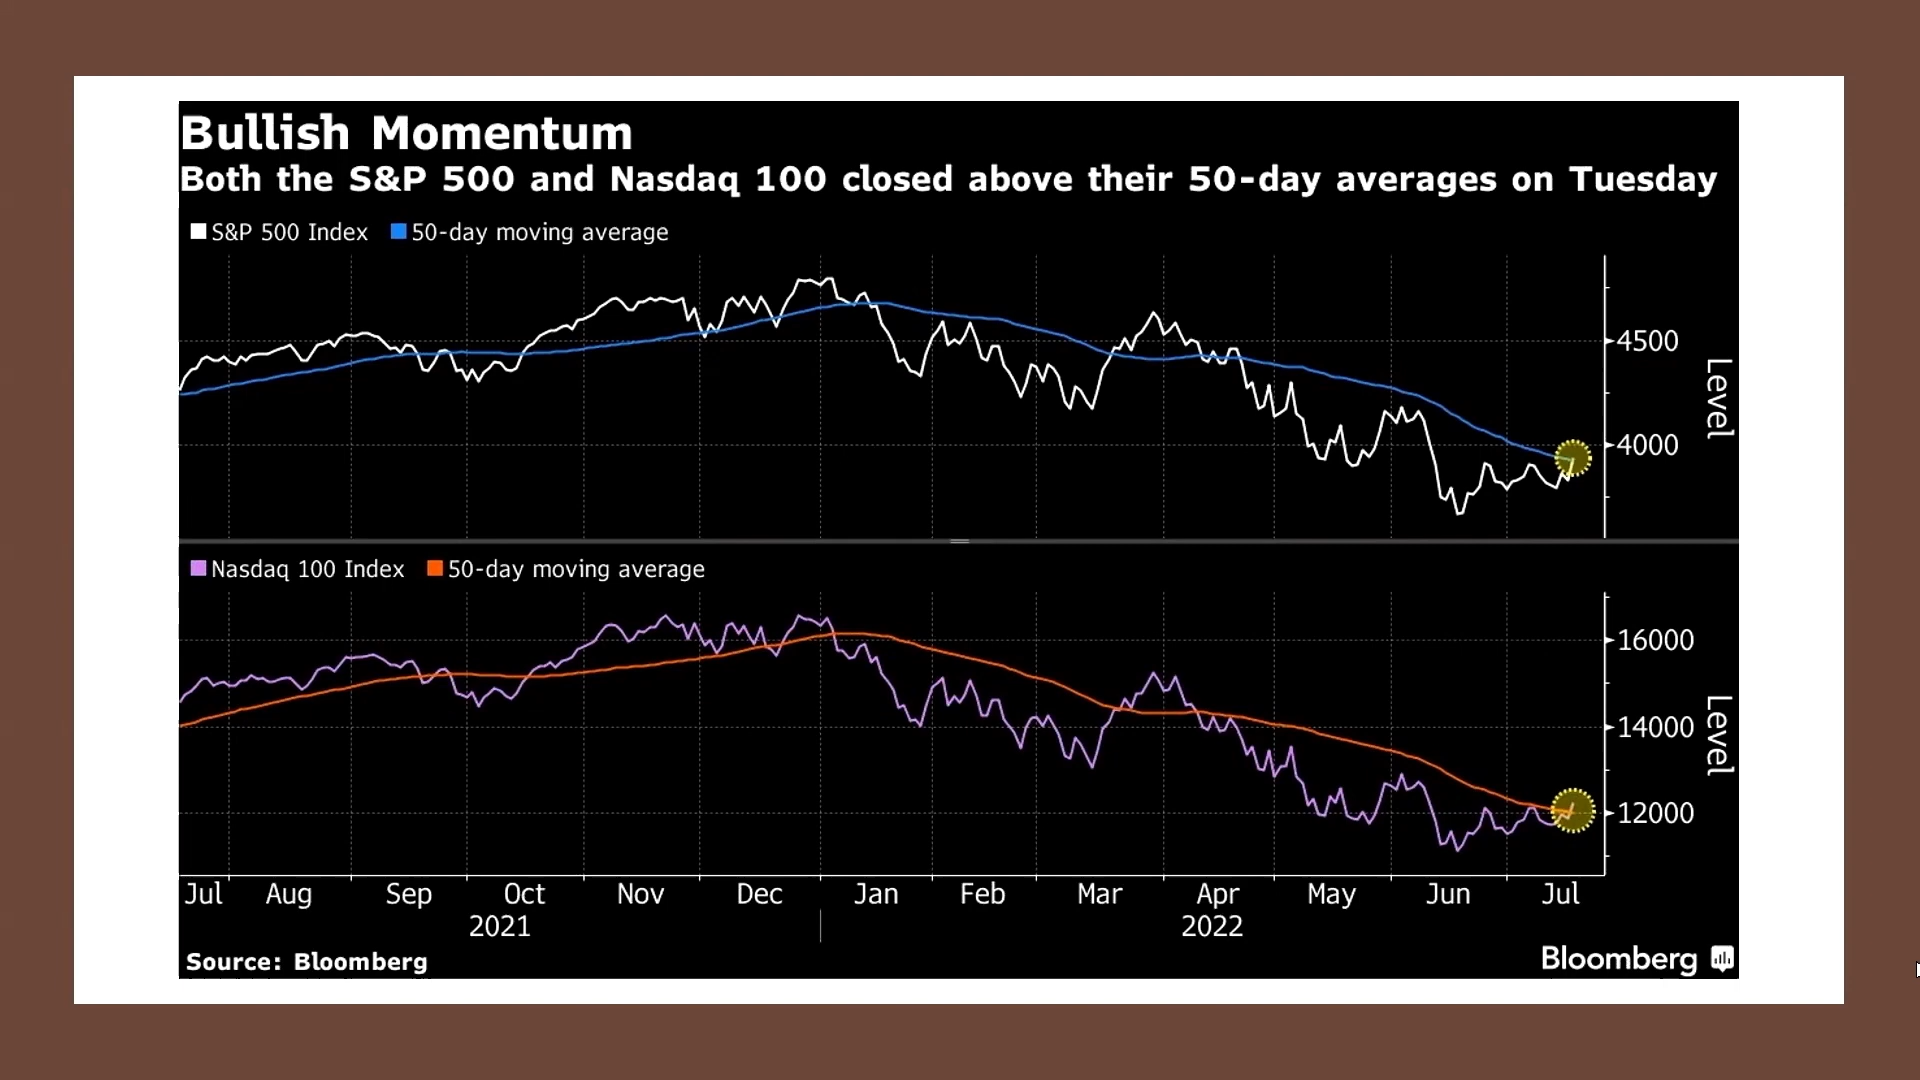 Bullish Momentum
Both the S&P 500 and Nasdaq 100 closed above their 50-day averages on Tuesday
S&P 500 Index 50-day moving average
4500
4000
Level
Nasdaq 100 Index 50-day moving average
16000
14000
12000
Level
Jul Aug Sep Oct Nov Dec Jan Feb Mar Apr May Jun Jul
2021 2022
Source: Bloomberg
Bloomberg